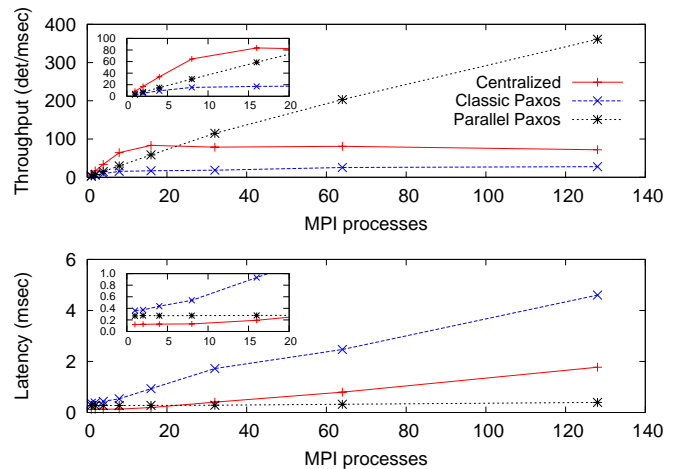 Throughput (det/msec)
400
300
200
100
0
100
80
60
40
20
0
0 5 10 15 20
Centralized
Classic Paxos
Parallel Paxos
0 20 40 60 80 100 120 140
MPI processes
Latency (msec)
6
4
2
0
1.0
0.8
0.6
0.4
0.2
0.0
0 5 10 15 20
0 20 40 60 80 100 120 140
MPI processes